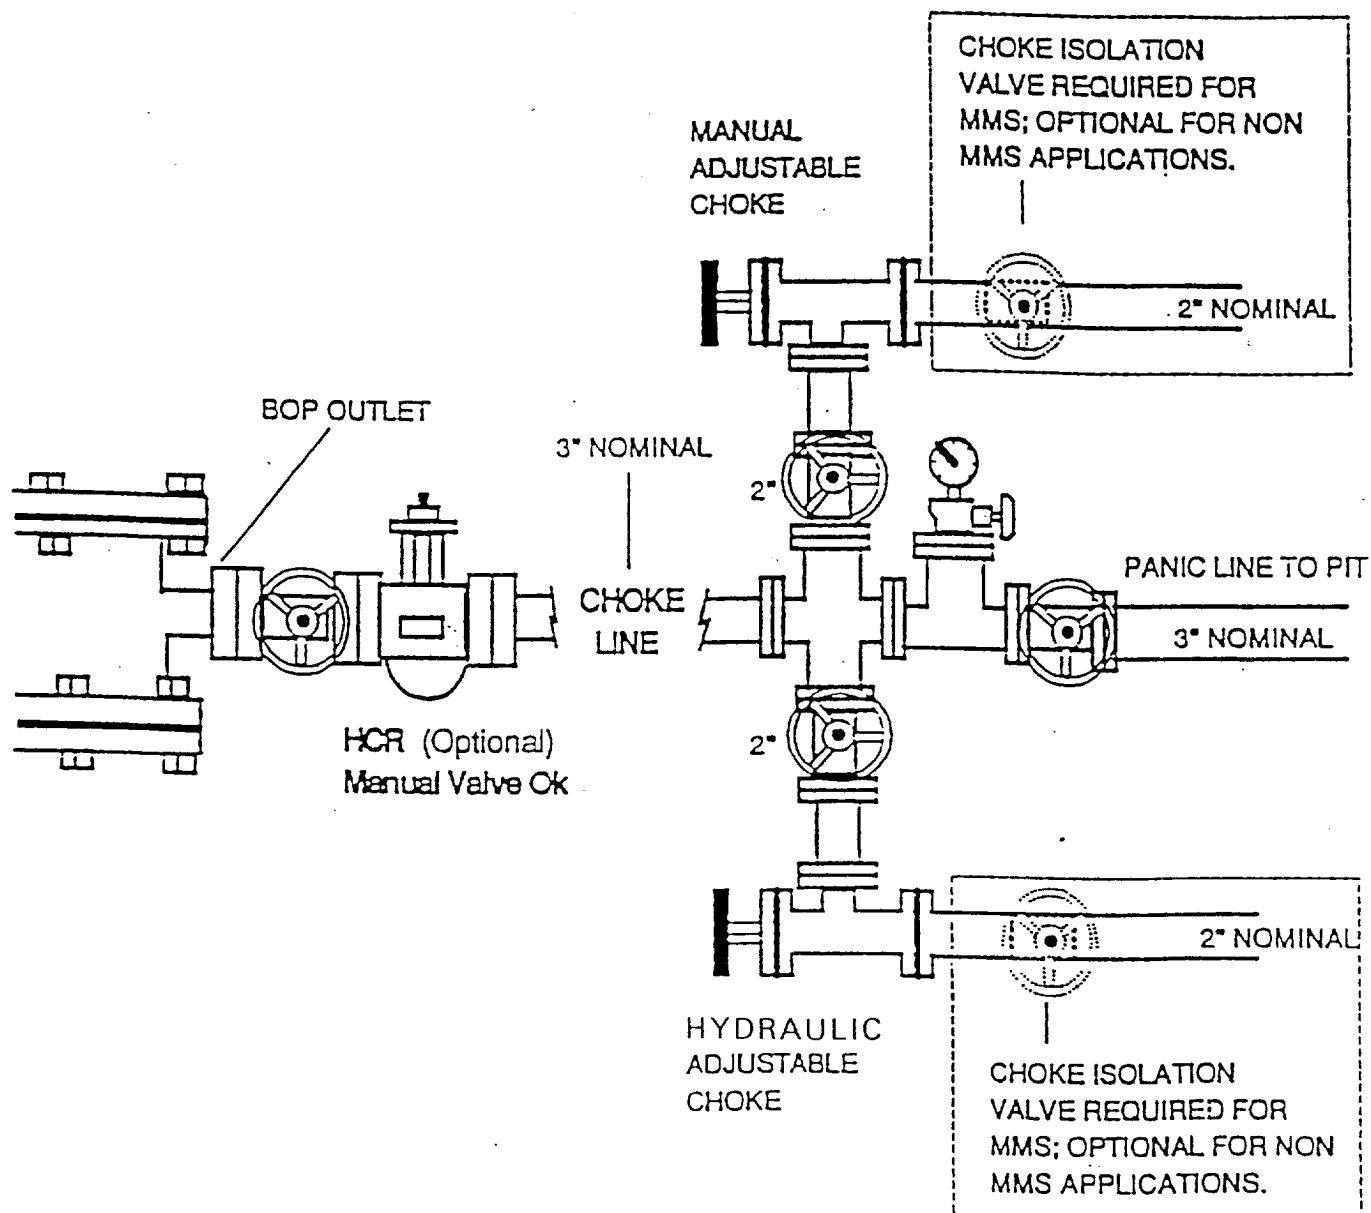 CHOKE ISOLATION
VALVE REQUIRED FOR
MMS; OPTIONAL FOR NON
MMS APPLICATIONS.
MANUAL
ADJUSTABLE
CHOKE
2" NOMINAL
BOP OUTLET
3" NOMINAL
2"
PANIC LINE TO PIT
CHOKE
LINE
3" NOMINAL
HCR (Optional)
Manual Valve Ok
2"
2" NOMINAL
HYDRAULIC
ADJUSTABLE
CHOKE
CHOKE ISOLATION
VALVE REQUIRED FOR
MMS; OPTIONAL FOR NON
MMS APPLICATIONS.